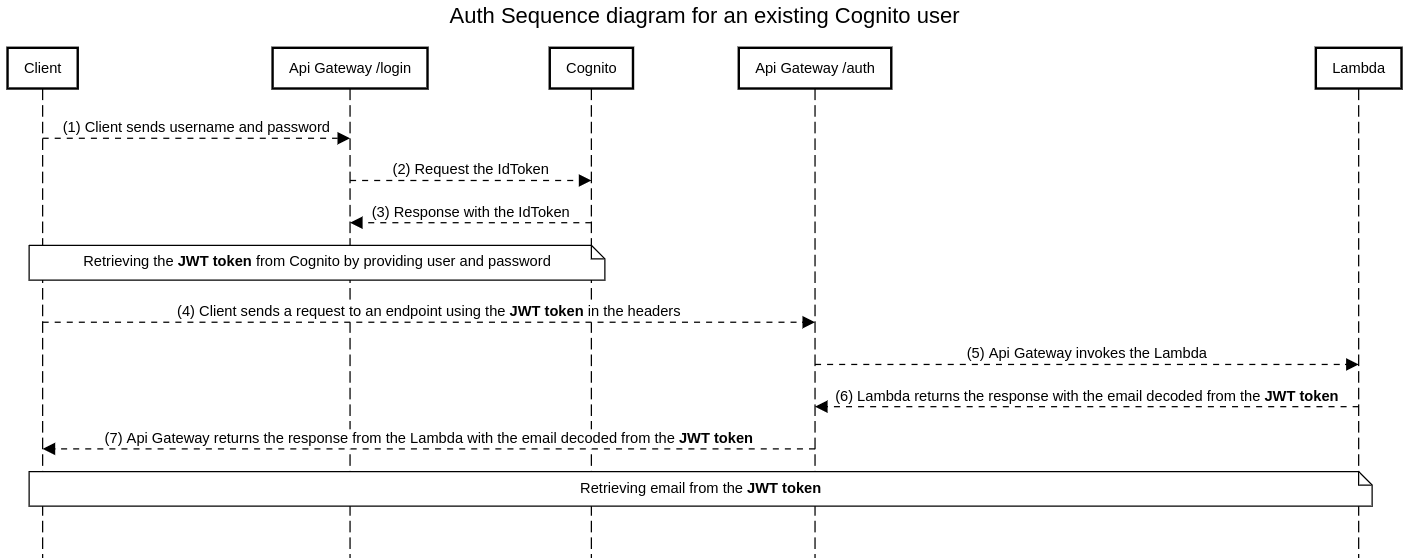 Auth Sequence diagram for an existing Cognito user
Client
Api Gateway /login
Cognito
Api Gateway /auth
Lambda
(1) Client sends username and password
(2) Request the IdToken
(3) Response with the IdToken
Retrieving the JWT token from Cognito by providing user and password
(4) Client sends a request to an endpoint using the JWT token in the headers
(5) Api Gateway invokes the Lambda
(6) Lambda returns the response with the email decoded from the JWT token
(7) Api Gateway returns the response from the Lambda with the email decoded from the JWT token
Retrieving email from the JWT token